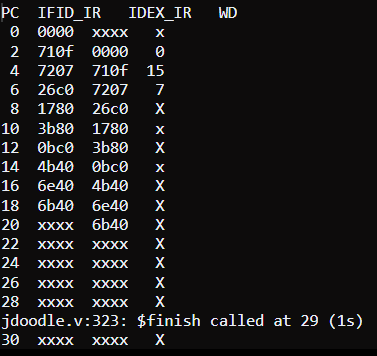 PC IFID_IR IDEX_IR WD
0 0000 xxxx x
2 710f 0000 0
4 7207 710f 15
6 26c0 7207 7
8 1780 26c0 X
10 3b80 1780 x
12 0bc0 3b80 X
14 4b40 0bc0 x
16 6e40 4b40 X
18 6b40 6e40 X
20 xxxx 6b40 X
22 xxxx xxxx X
24 xxxx xxxx X
26 xxxx xxxx X
28 xxxx xxxx X
jdoodle.v:323: $finish called at 29 (1s)
30 xxxx xxxx X